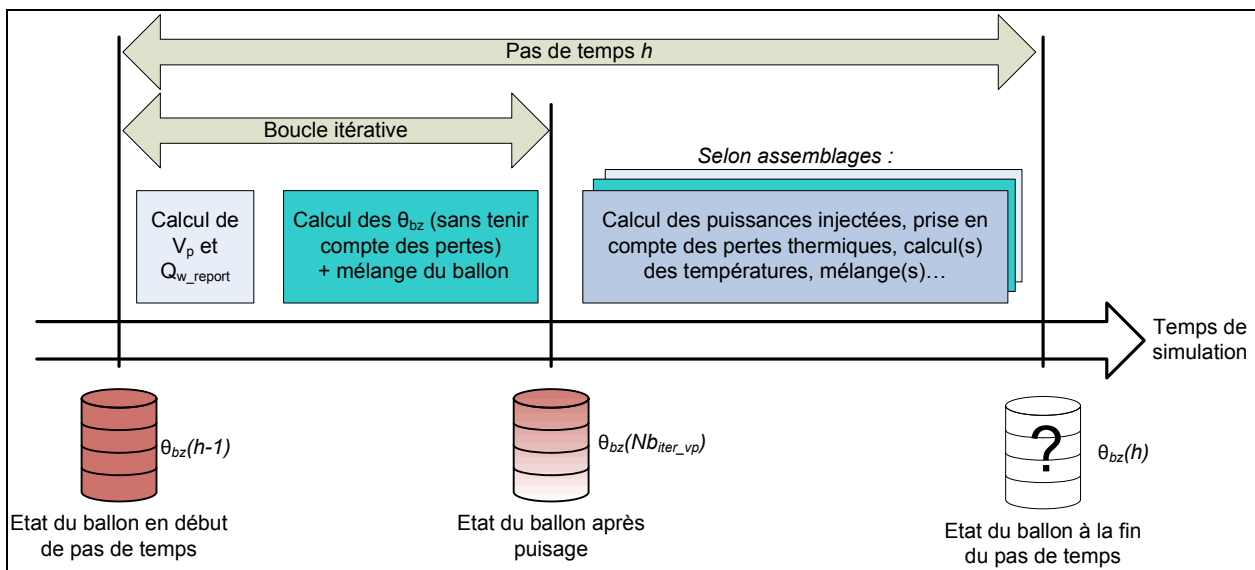 Pas de temps h
Boucle itérative
Selon assemblages :
Calcul de
Vp et
Qw_report
Calcul des θbz (sans tenir
compte des pertes)
+ mélange du ballon
Calcul des puissances injectées, prise en
compte des pertes thermiques, calcul(s)
des températures, mélange(s)…
Temps de
simulation
θbz(h-1)
θbz(Nbiter_vp)
?
θbz(h)
Etat du ballon en début
de pas de temps
Etat du ballon après
puisage
Etat du ballon à la fin
du pas de temps